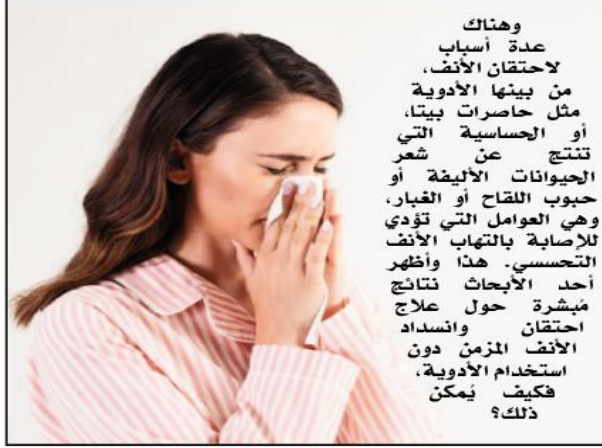 وهناك
عدة أسباب
لاحتقان الأنف،
من بينها الأدوية
مثل حاصرات بيتا،
أو الحساسية التي
تنتج عن شعر
الحيوانات الأليفة أو
حبوب اللقاح أو الغبار،
وهي العوامل التي تؤدي
للإصابة بالتهاب الأنف
التحسسي. هذا وأظهر
أحد الأبحاث نتائج
مُبشرة حول علاج
احتقان وانسداد
الأنف المزمن دون
استخدام الأدوية،
فكيف يُمكن
ذلك؟